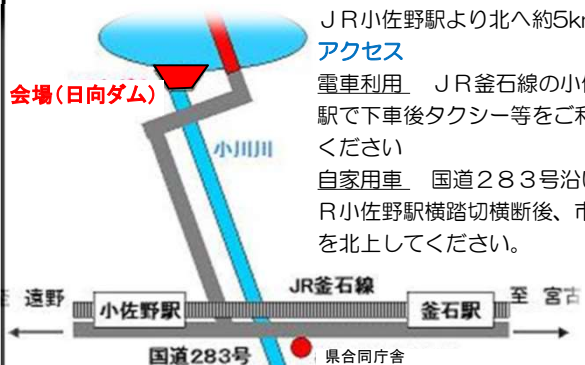 ＪＲ小佐野駅より北へ約5k
アクセス
電車利用　ＪＲ釜石線の小
駅で下車後タクシー等をご
ください
自家用車　国道２８３号沿
Ｒ小佐野駅横踏切横断後、
を北上してください。
会場(日向ダム)
小川川
JR釜石線
遠野
小佐野駅
釜石駅
至 宮古
国道283号
県合同庁舎